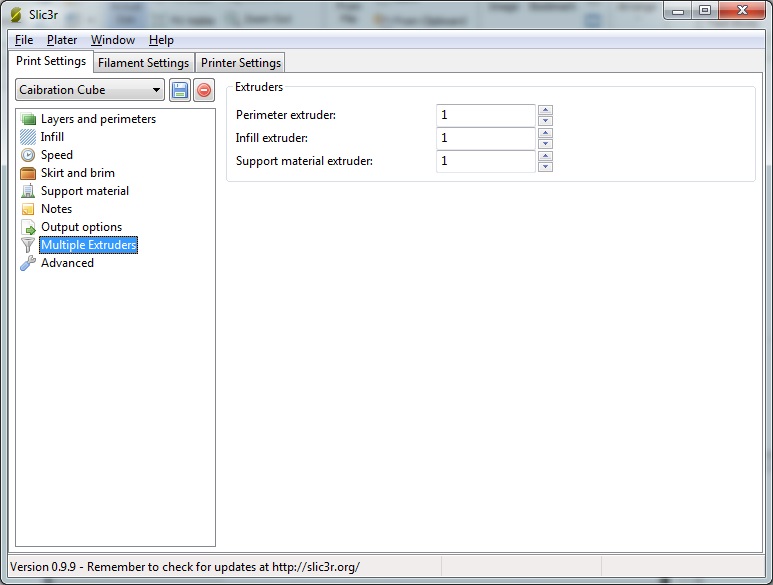 Slic3r
File Plater Window Help
Print Settings Filament Settings Printer Settings
Caibration Cube
Layers and perimeters
Infill
Speed
Skirt and brim
Support material
Notes
Output options
Multiple Extruders
Advanced
Extruders
Perimeter extruder: 1
Infill extruder: 1
Support material extruder: 1
Version 0.9.9 - Remember to check for updates at http://slic3r.org/